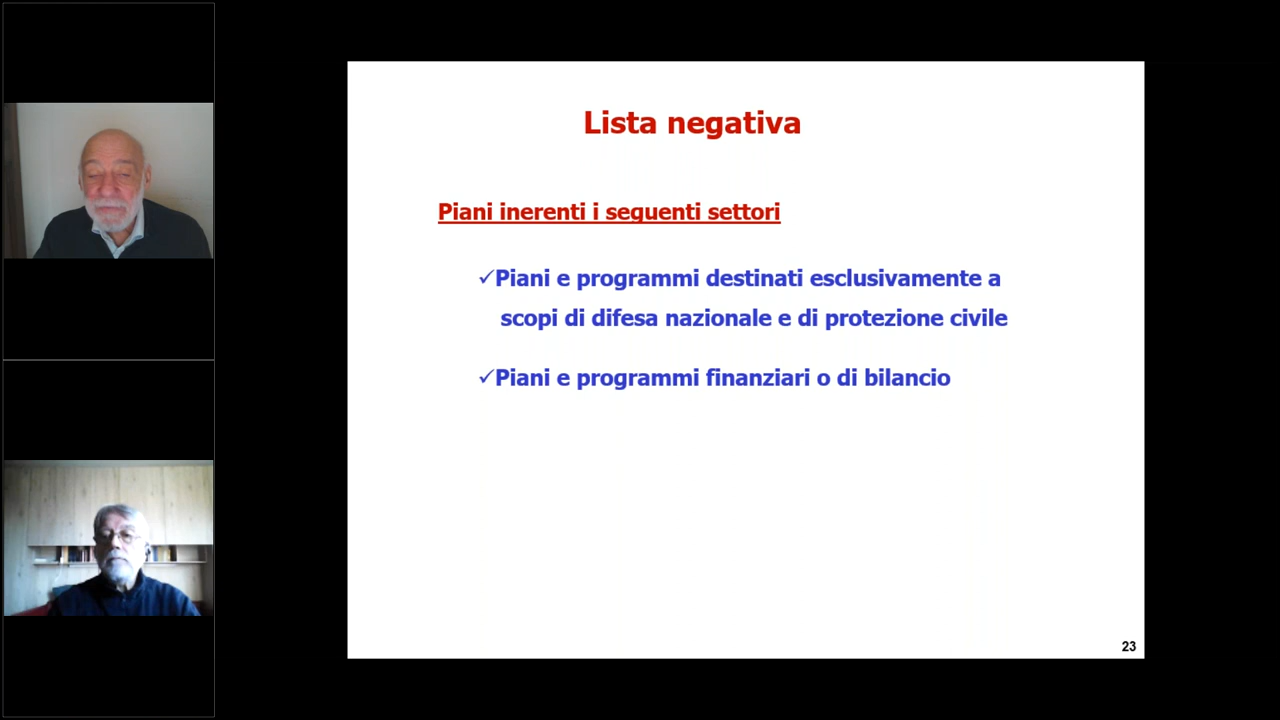 Lista negativa
Piani inerenti i seguenti settori
✓Piani e programmi destinati esclusivamente a
scopi di difesa nazionale e di protezione civile
✓Piani e programmi finanziari o di bilancio
23